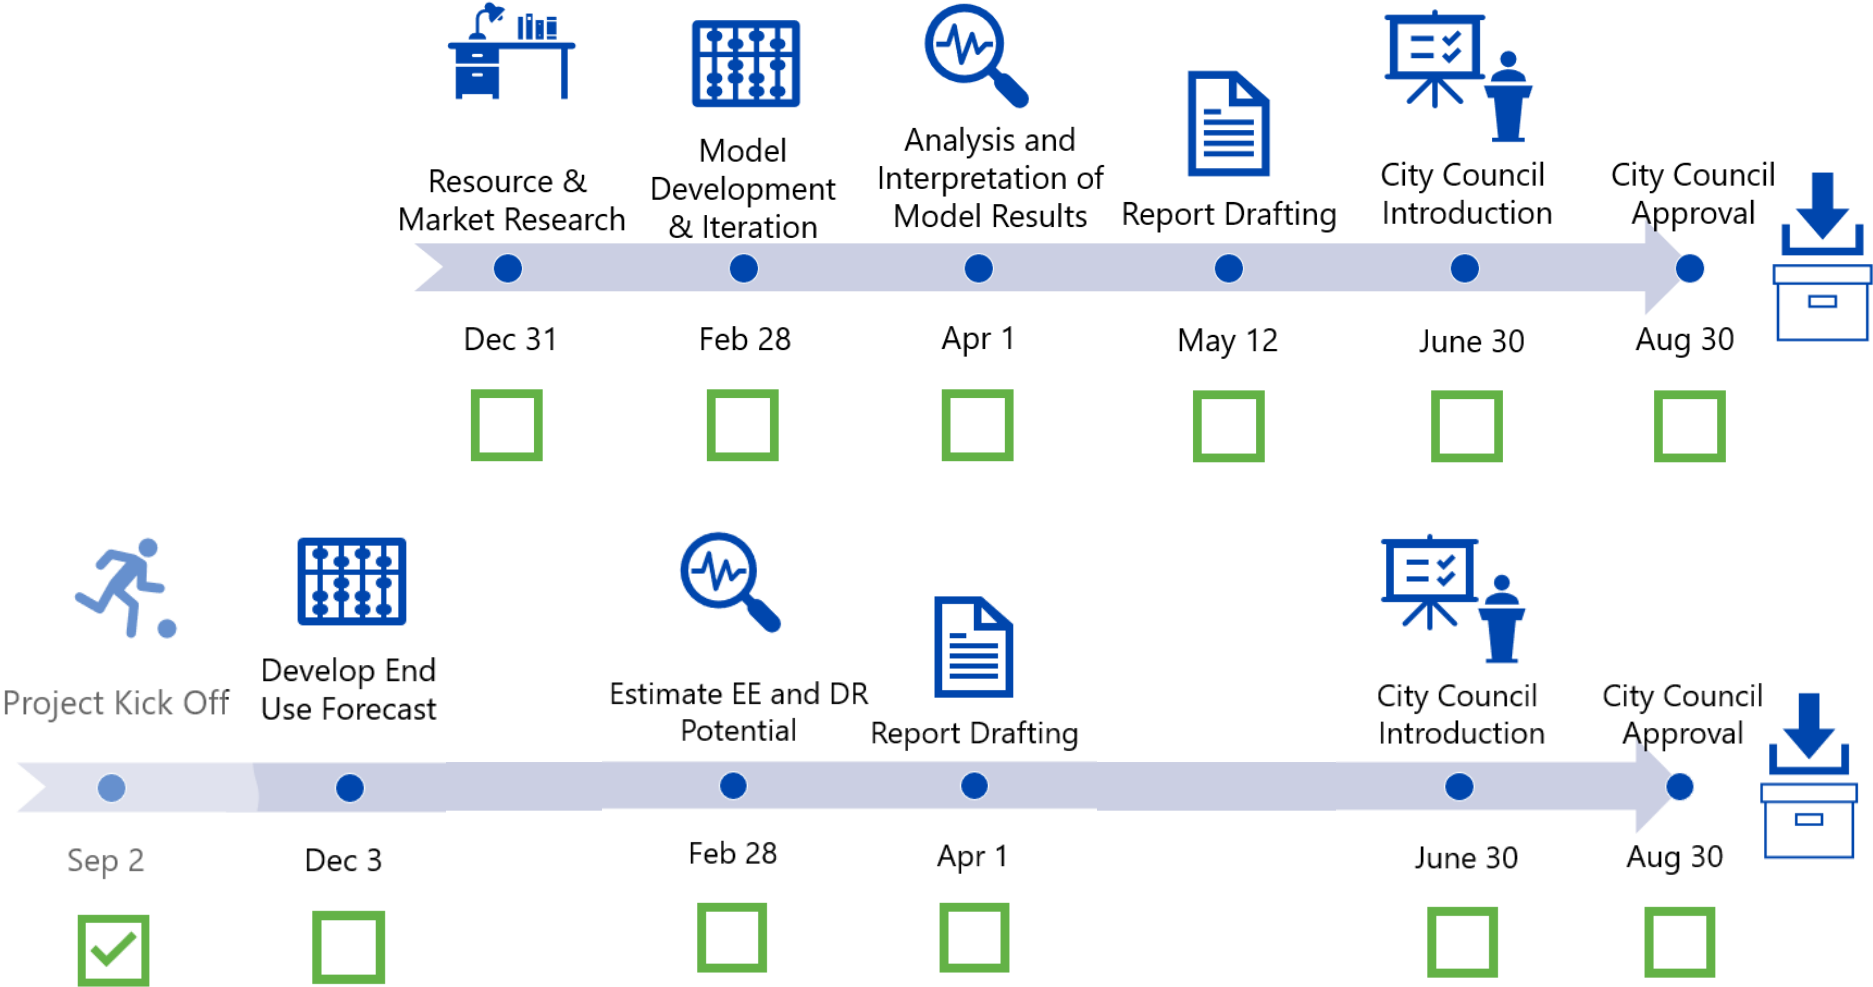 Resource &
Market Research
Model
Development
& Iteration
Analysis and
Interpretation of
Model Results
Report Drafting
City Council
Introduction
City Council
Approval
Dec 31
Feb 28
Apr 1
May 12
June 30
Aug 30
Project Kick Off
Develop End
Use Forecast
Estimate EE and DR
Potential
Report Drafting
City Council
Introduction
City Council
Approval
Sep 2
Dec 3
Feb 28
Apr 1
June 30
Aug 30